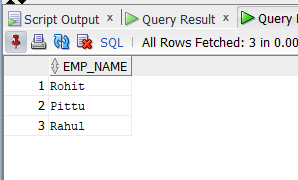 Script Output × Query Result × Query
SQL | All Rows Fetched: 3 in 0.00
EMP_NAME
1 Rohit
2 Pittu
3 Rahul